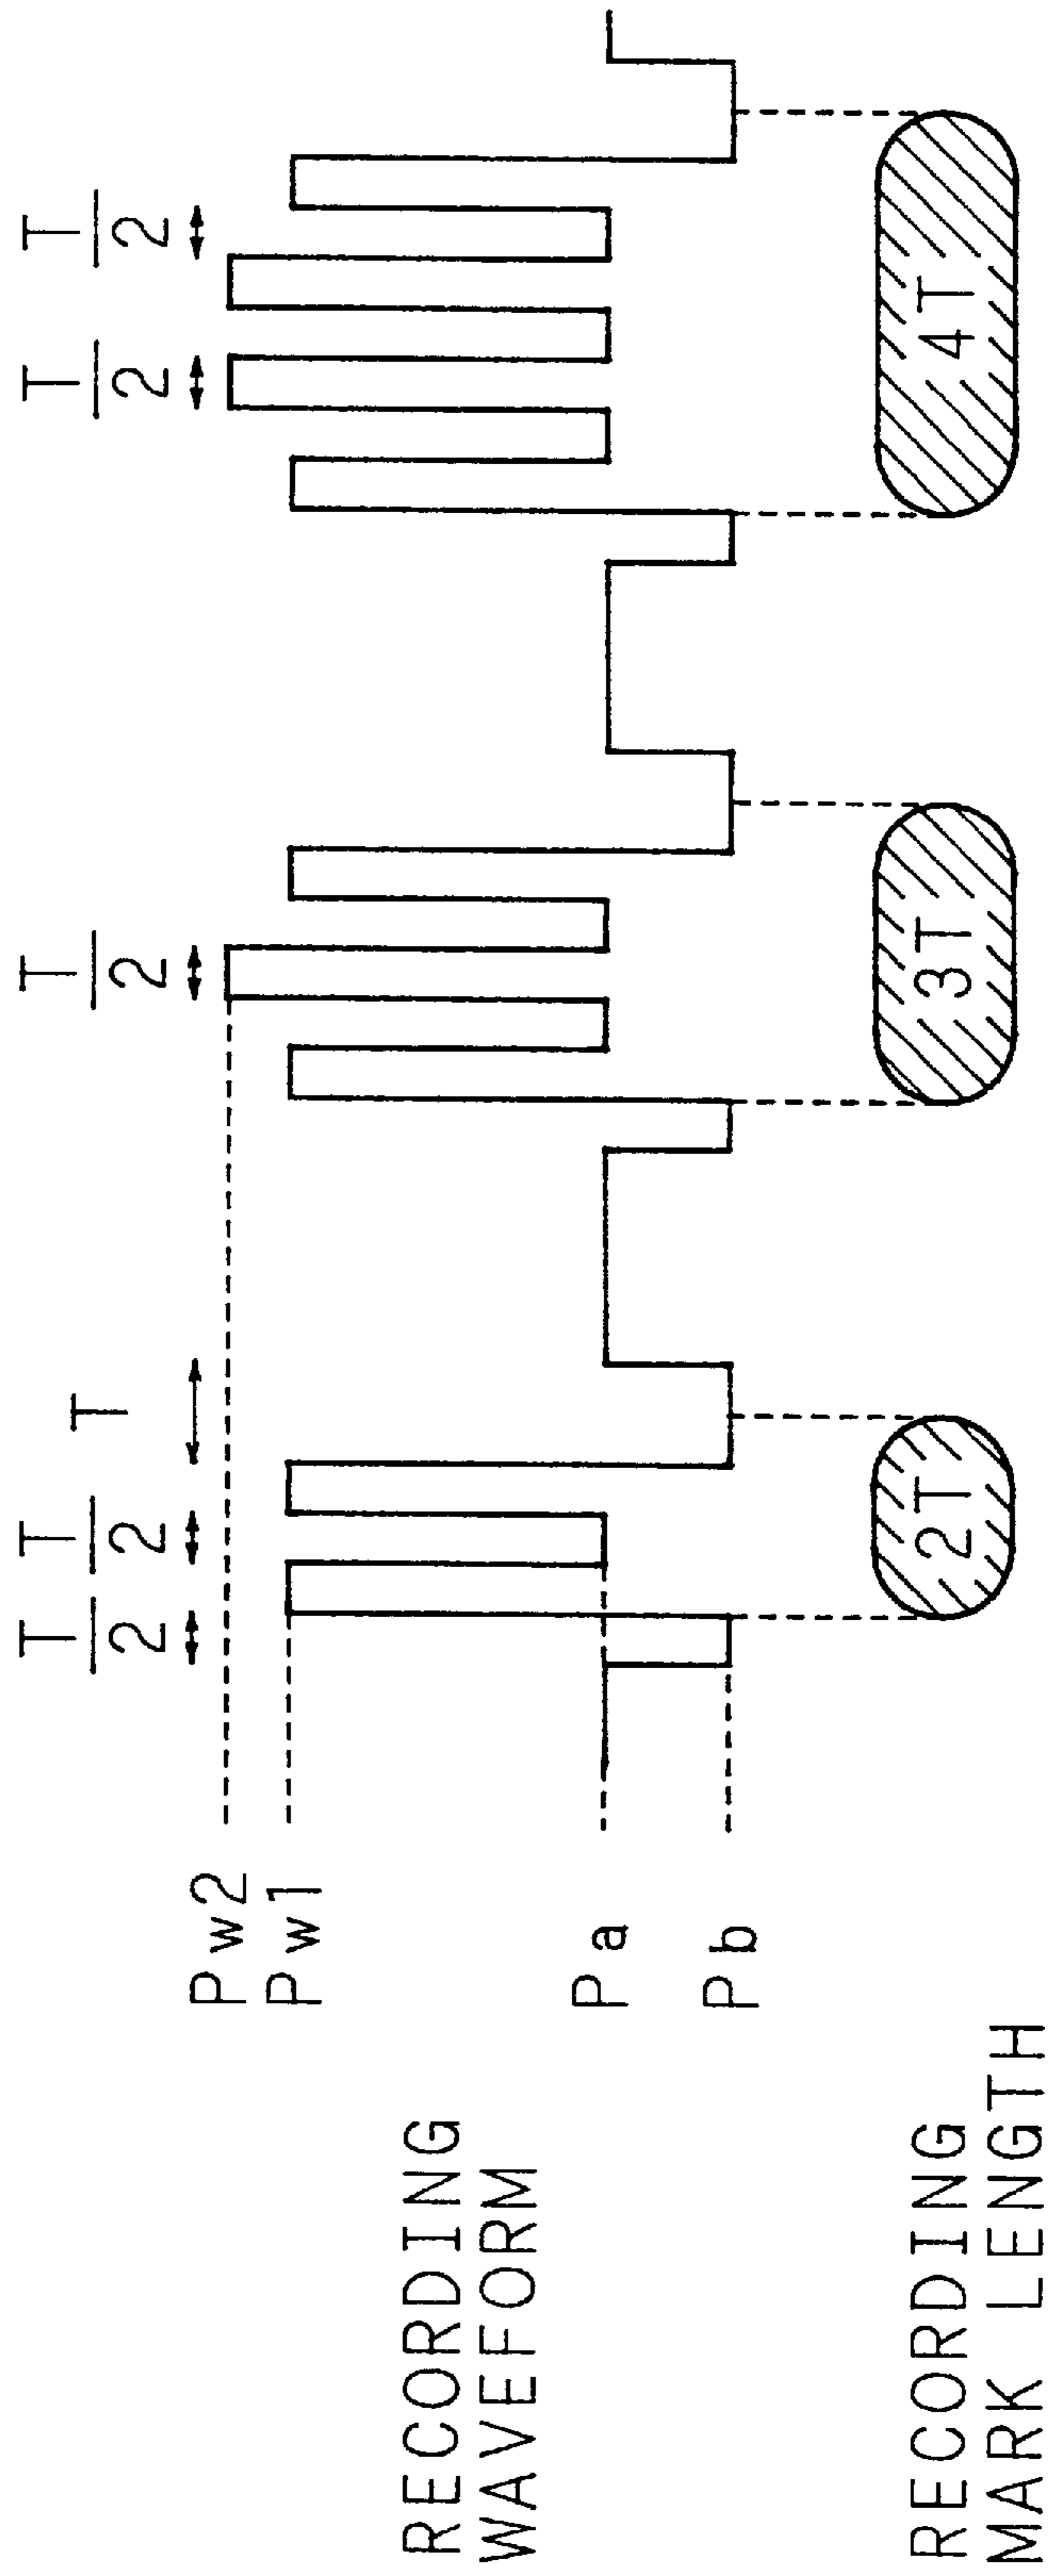 T/2 T/2 T T/2 T/2 T/2
Pw2
Pw1
Pa
Pb
RECORDING
WAVEFORM
RECORDING
MARK LENGTH
2T 3T 4T